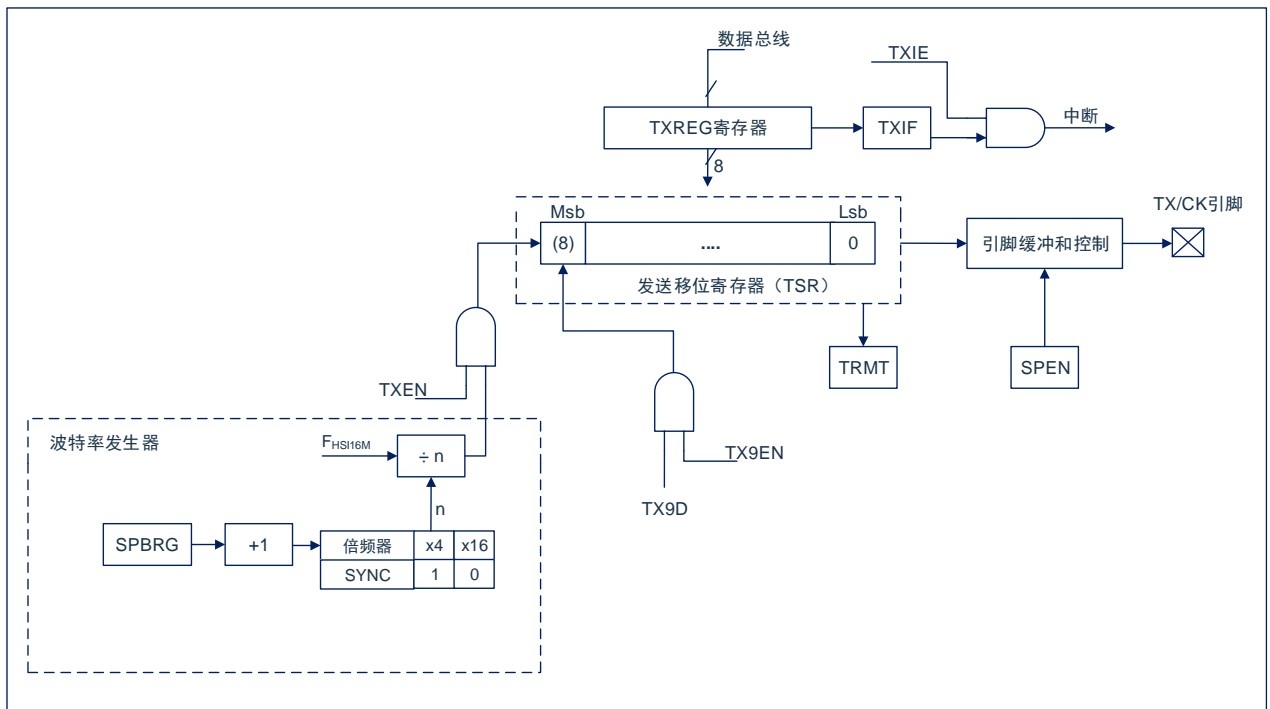 数据总线
TXIE
TXREG寄存器
TXIF
中断
8
Msb
Lsb
(8)
....
0
发送移位寄存器（TSR）
引脚缓冲和控制
TX/CK引脚
TRMT
SPEN
TXEN
TX9EN
TX9D
波特率发生器
FHSI16M
÷ n
n
SPBRG
+1
倍频器 x4 x16
SYNC 1 0